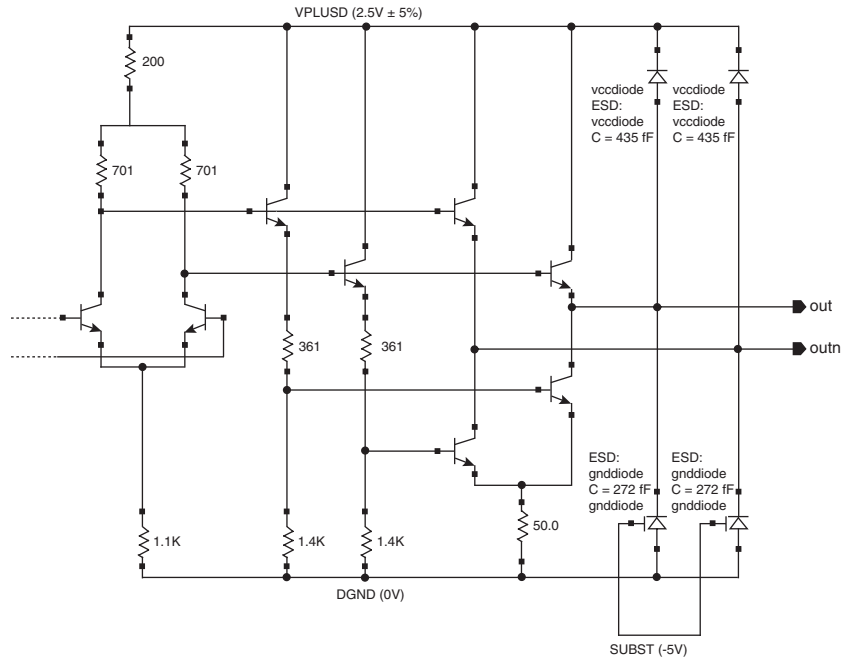 VPLUSD (2.5V ± 5%)
200
vccdiode
ESD:
vccdiode
C = 435 fF
vccdiode
ESD:
vccdiode
C = 435 fF
701
701
out
361
361
outn
ESD:
gnddiode
C = 272 fF
gnddiode
ESD:
gnddiode
C = 272 fF
gnddiode
1.1K
1.4K
1.4K
50.0
DGND (0V)
SUBST (-5V)